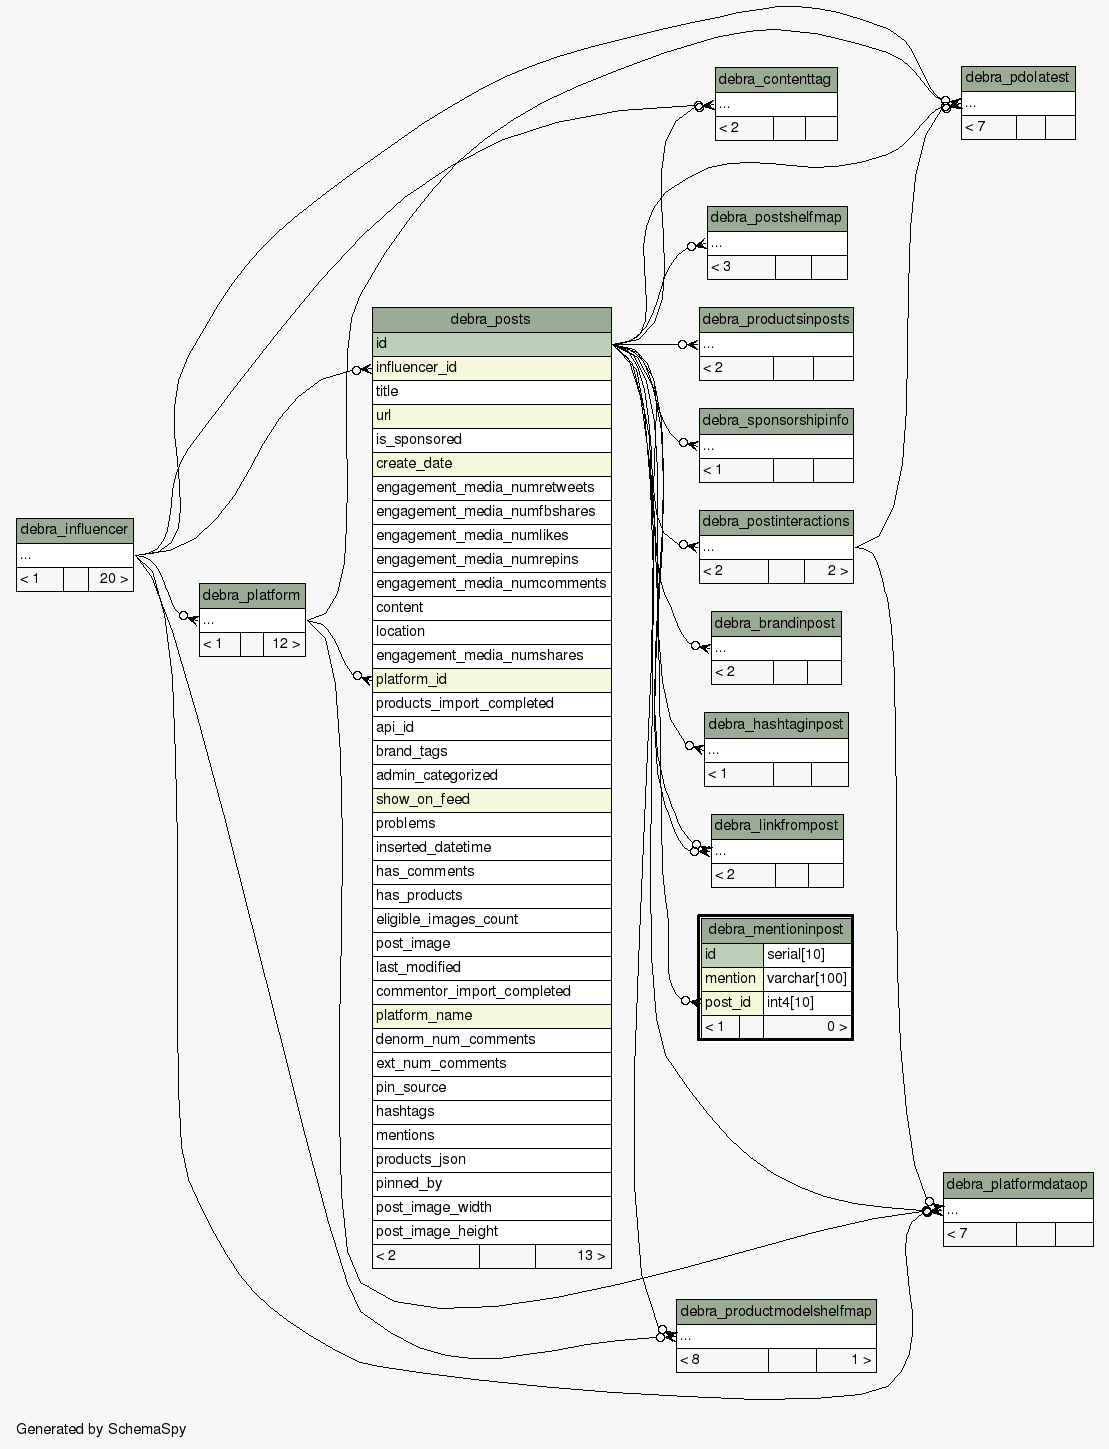 debra_contenttag
...
< 2
debra_pdolatest
...
< 7
debra_postshelfmap
...
< 3
debra_posts
id
influencer_id
title
url
is_sponsored
create_date
engagement_media_numretweets
engagement_media_numfbshares
engagement_media_numlikes
engagement_media_numrepins
engagement_media_numcomments
content
location
engagement_media_numshares
platform_id
products_import_completed
api_id
brand_tags
admin_categorized
show_on_feed
problems
inserted_datetime
has_comments
has_products
eligible_images_count
post_image
last_modified
commentor_import_completed
platform_name
denorm_num_comments
ext_num_comments
pin_source
hashtags
mentions
products_json
pinned_by
post_image_width
post_image_height
< 2 13 >
debra_productsinposts
...
< 2
debra_sponsorshipinfo
...
< 1
debra_influencer
...
< 1 20 >
debra_platform
...
< 1 12 >
debra_postinteractions
...
< 2 2 >
debra_brandinpost
...
< 2
debra_hashtaginpost
...
< 1
debra_linkfrompost
...
< 2
debra_mentioninpost
id serial[10]
mention varchar[100]
post_id int4[10]
< 1 0 >
debra_platformdataop
...
< 7
debra_productmodelshelfmap
...
< 8 1 >
Generated by SchemaSpy